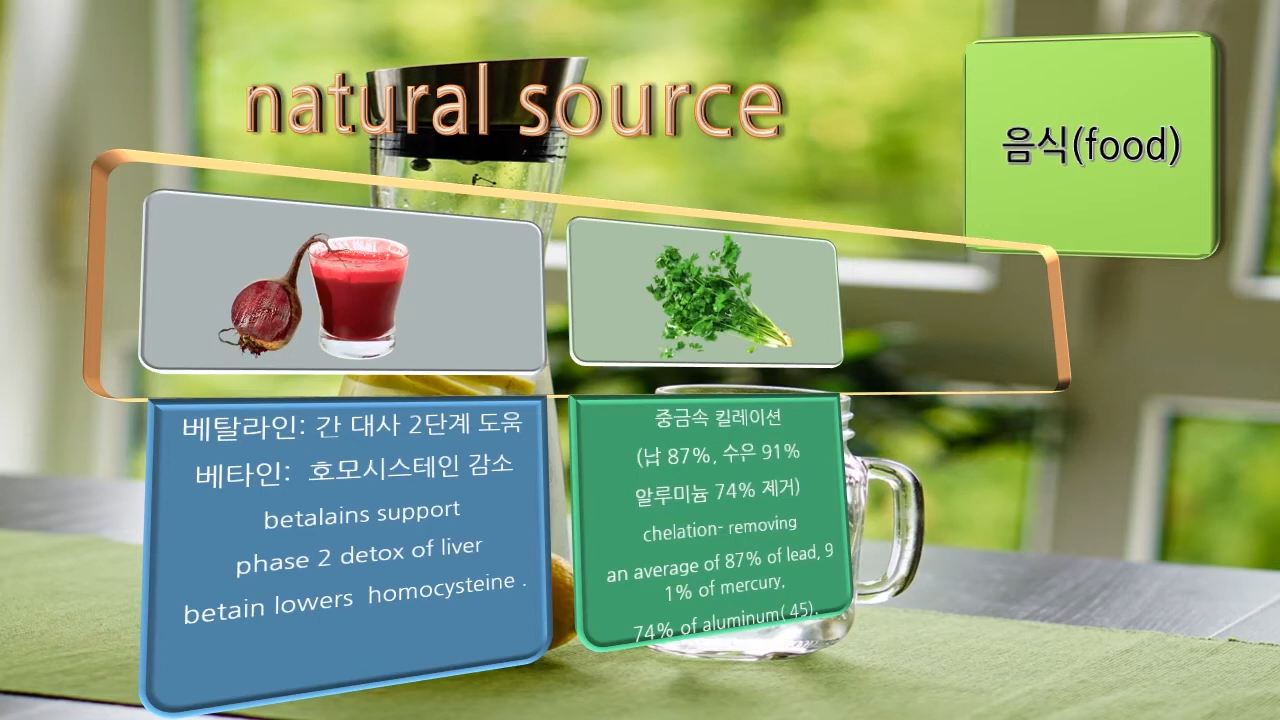 natural source
음식(food)
베탈라인: 간 대사 2단계 도움
베타인: 호모시스테인 감소
betalains support
phase 2 detox of liver
betain lowers homocysteine .
중금속 킬레이션
(납 87%, 수은 91%
알루미늄 74% 제거)
chelation- removing
an average of 87% of lead, 9
1% of mercury,
74% of aluminum( 45).